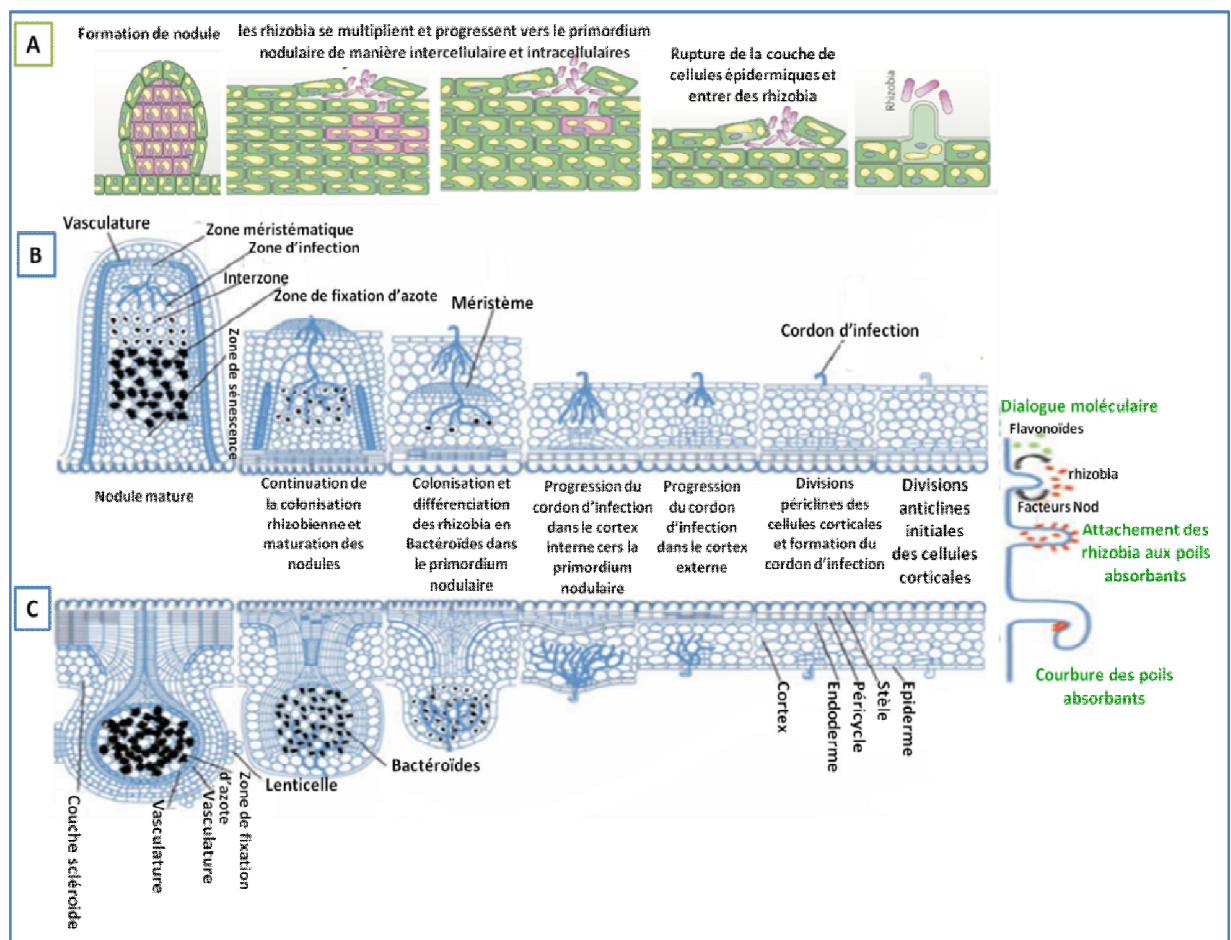 A
Formation de nodule
les rhizobia se multiplient et progressent vers le primordium
nodulaire de manière intercellulaire et intracellulaires
Rupture de la couche de
cellules épidermiques et
entrer des rhizobia
Rhizobia
B
Vasculature
Zone méristématique
Zone d'infection
Interzone
Zone de fixation d'azote
Zone de sénescence
Méristème
Cordon d'infection
Nodule mature
Continuation de
la colonisation
rhizobienne et
maturation des
nodules
Colonisation et
différenciation
des rhizobia en
Bactéroïdes dans
le primordium
nodulaire
Progression du
cordon d'infection
dans le cortex
interne cers la
primordium
nodulaire
Progression
du cordon
d'infection
dans le cortex
externe
Divisions
périclines des
cellules corticales
et formation du
cordon d'infection
Divisions
anticlines
initiales
des cellules
corticales
Dialogue moléculaire
Flavonoïdes
rhizobia
Facteurs Nod
Attachement des
rhizobia aux poils
absorbants
Courbure des poils
absorbants
C
Couche scléroide
Vasculature
Vasculature
Zone de fixation
d'azote
Lenticelle
Bactéroïdes
Cortex
Endoderme
Péricycle
Stèle
Epiderme